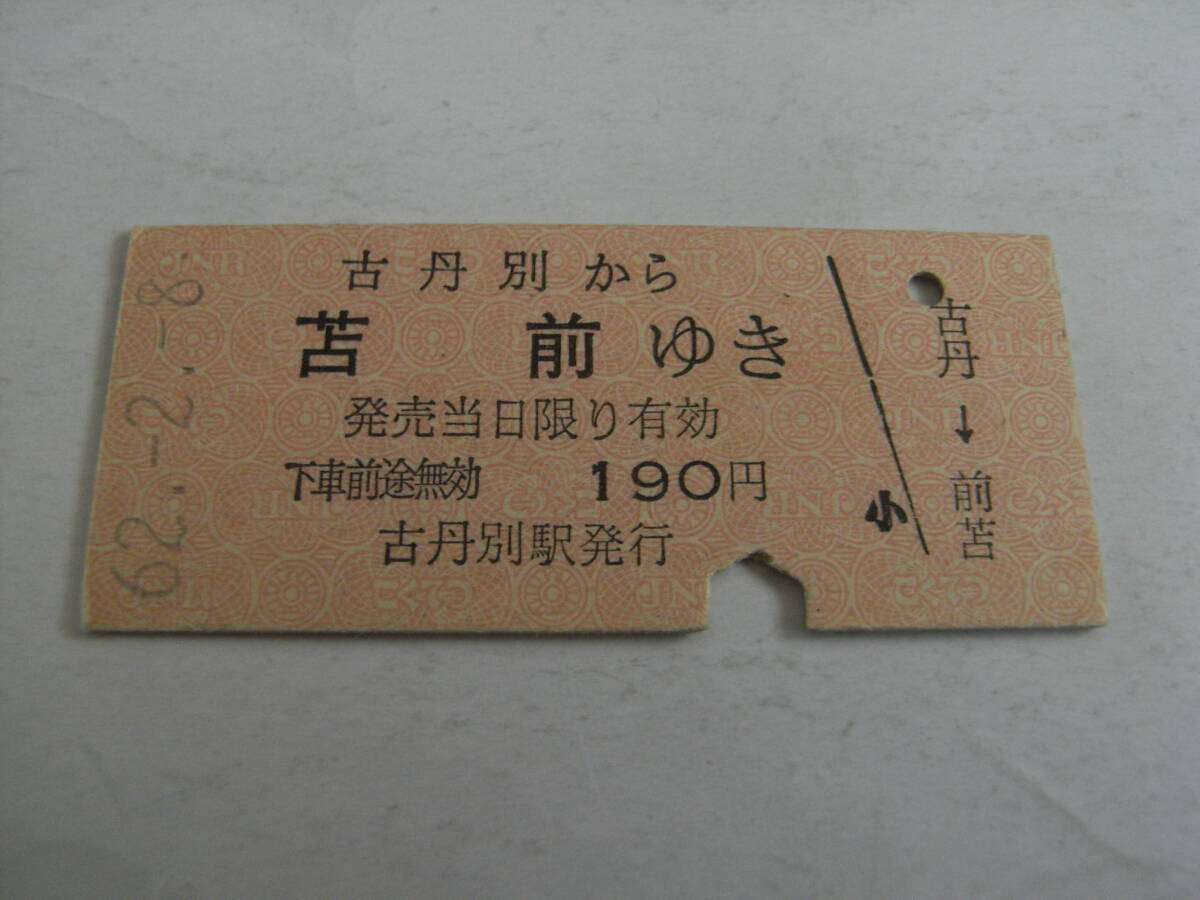 62.-2.-8.
古丹別から
苫前ゆき
発売当日限り有効
下車前途無効 190円
古丹別駅発行
小
古丹
↓
前苫